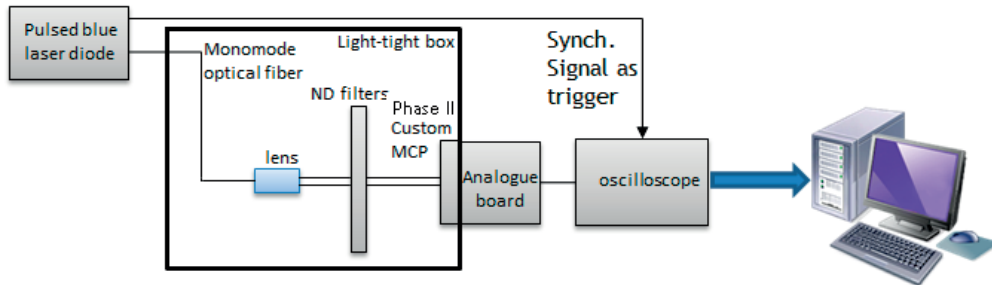 Pulsed blue
laser diode
Monomode
optical fiber
Light-tight box
ND filters
Phase II
Custom
MCP
lens
Analogue
board
Synch.
Signal as
trigger
oscilloscope